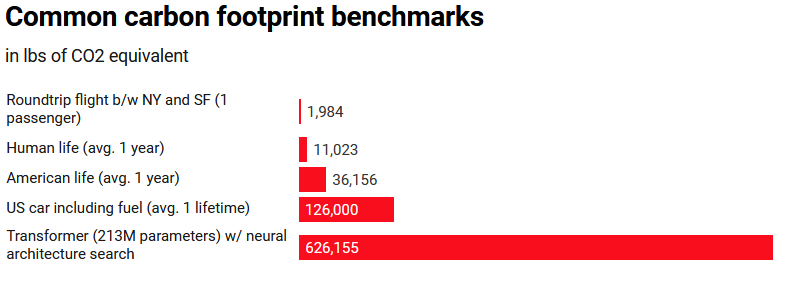 Common carbon footprint benchmarks
in lbs of CO2 equivalent
Roundtrip flight b/w NY and SF (1
passenger)
1,984
Human life (avg. 1 year)
11,023
American life (avg. 1 year)
36,156
US car including fuel (avg. 1 lifetime)
126,000
Transformer (213M parameters) w/ neural
architecture search
626,155